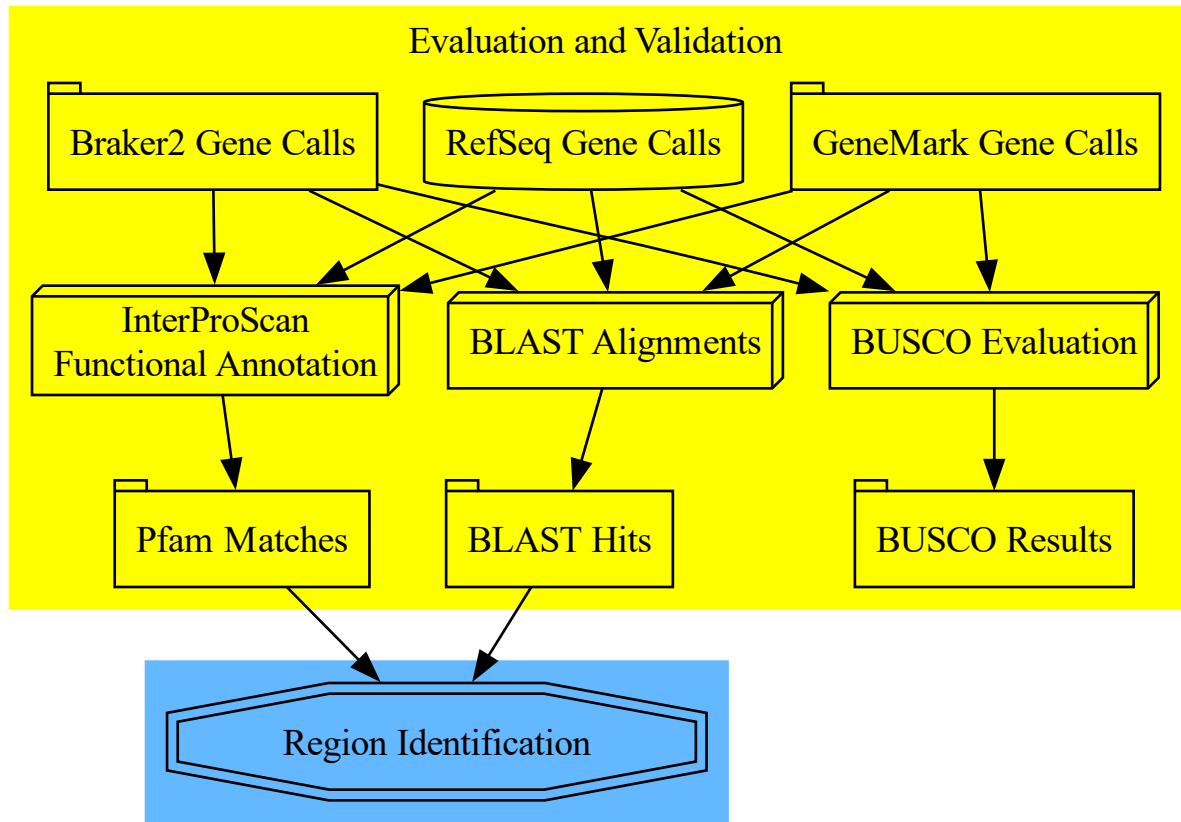 Evaluation and Validation
Braker2 Gene Calls
RefSeq Gene Calls
GeneMark Gene Calls
InterProScan
Functional Annotation
BLAST Alignments
BUSCO Evaluation
Pfam Matches
BLAST Hits
BUSCO Results
Region Identification